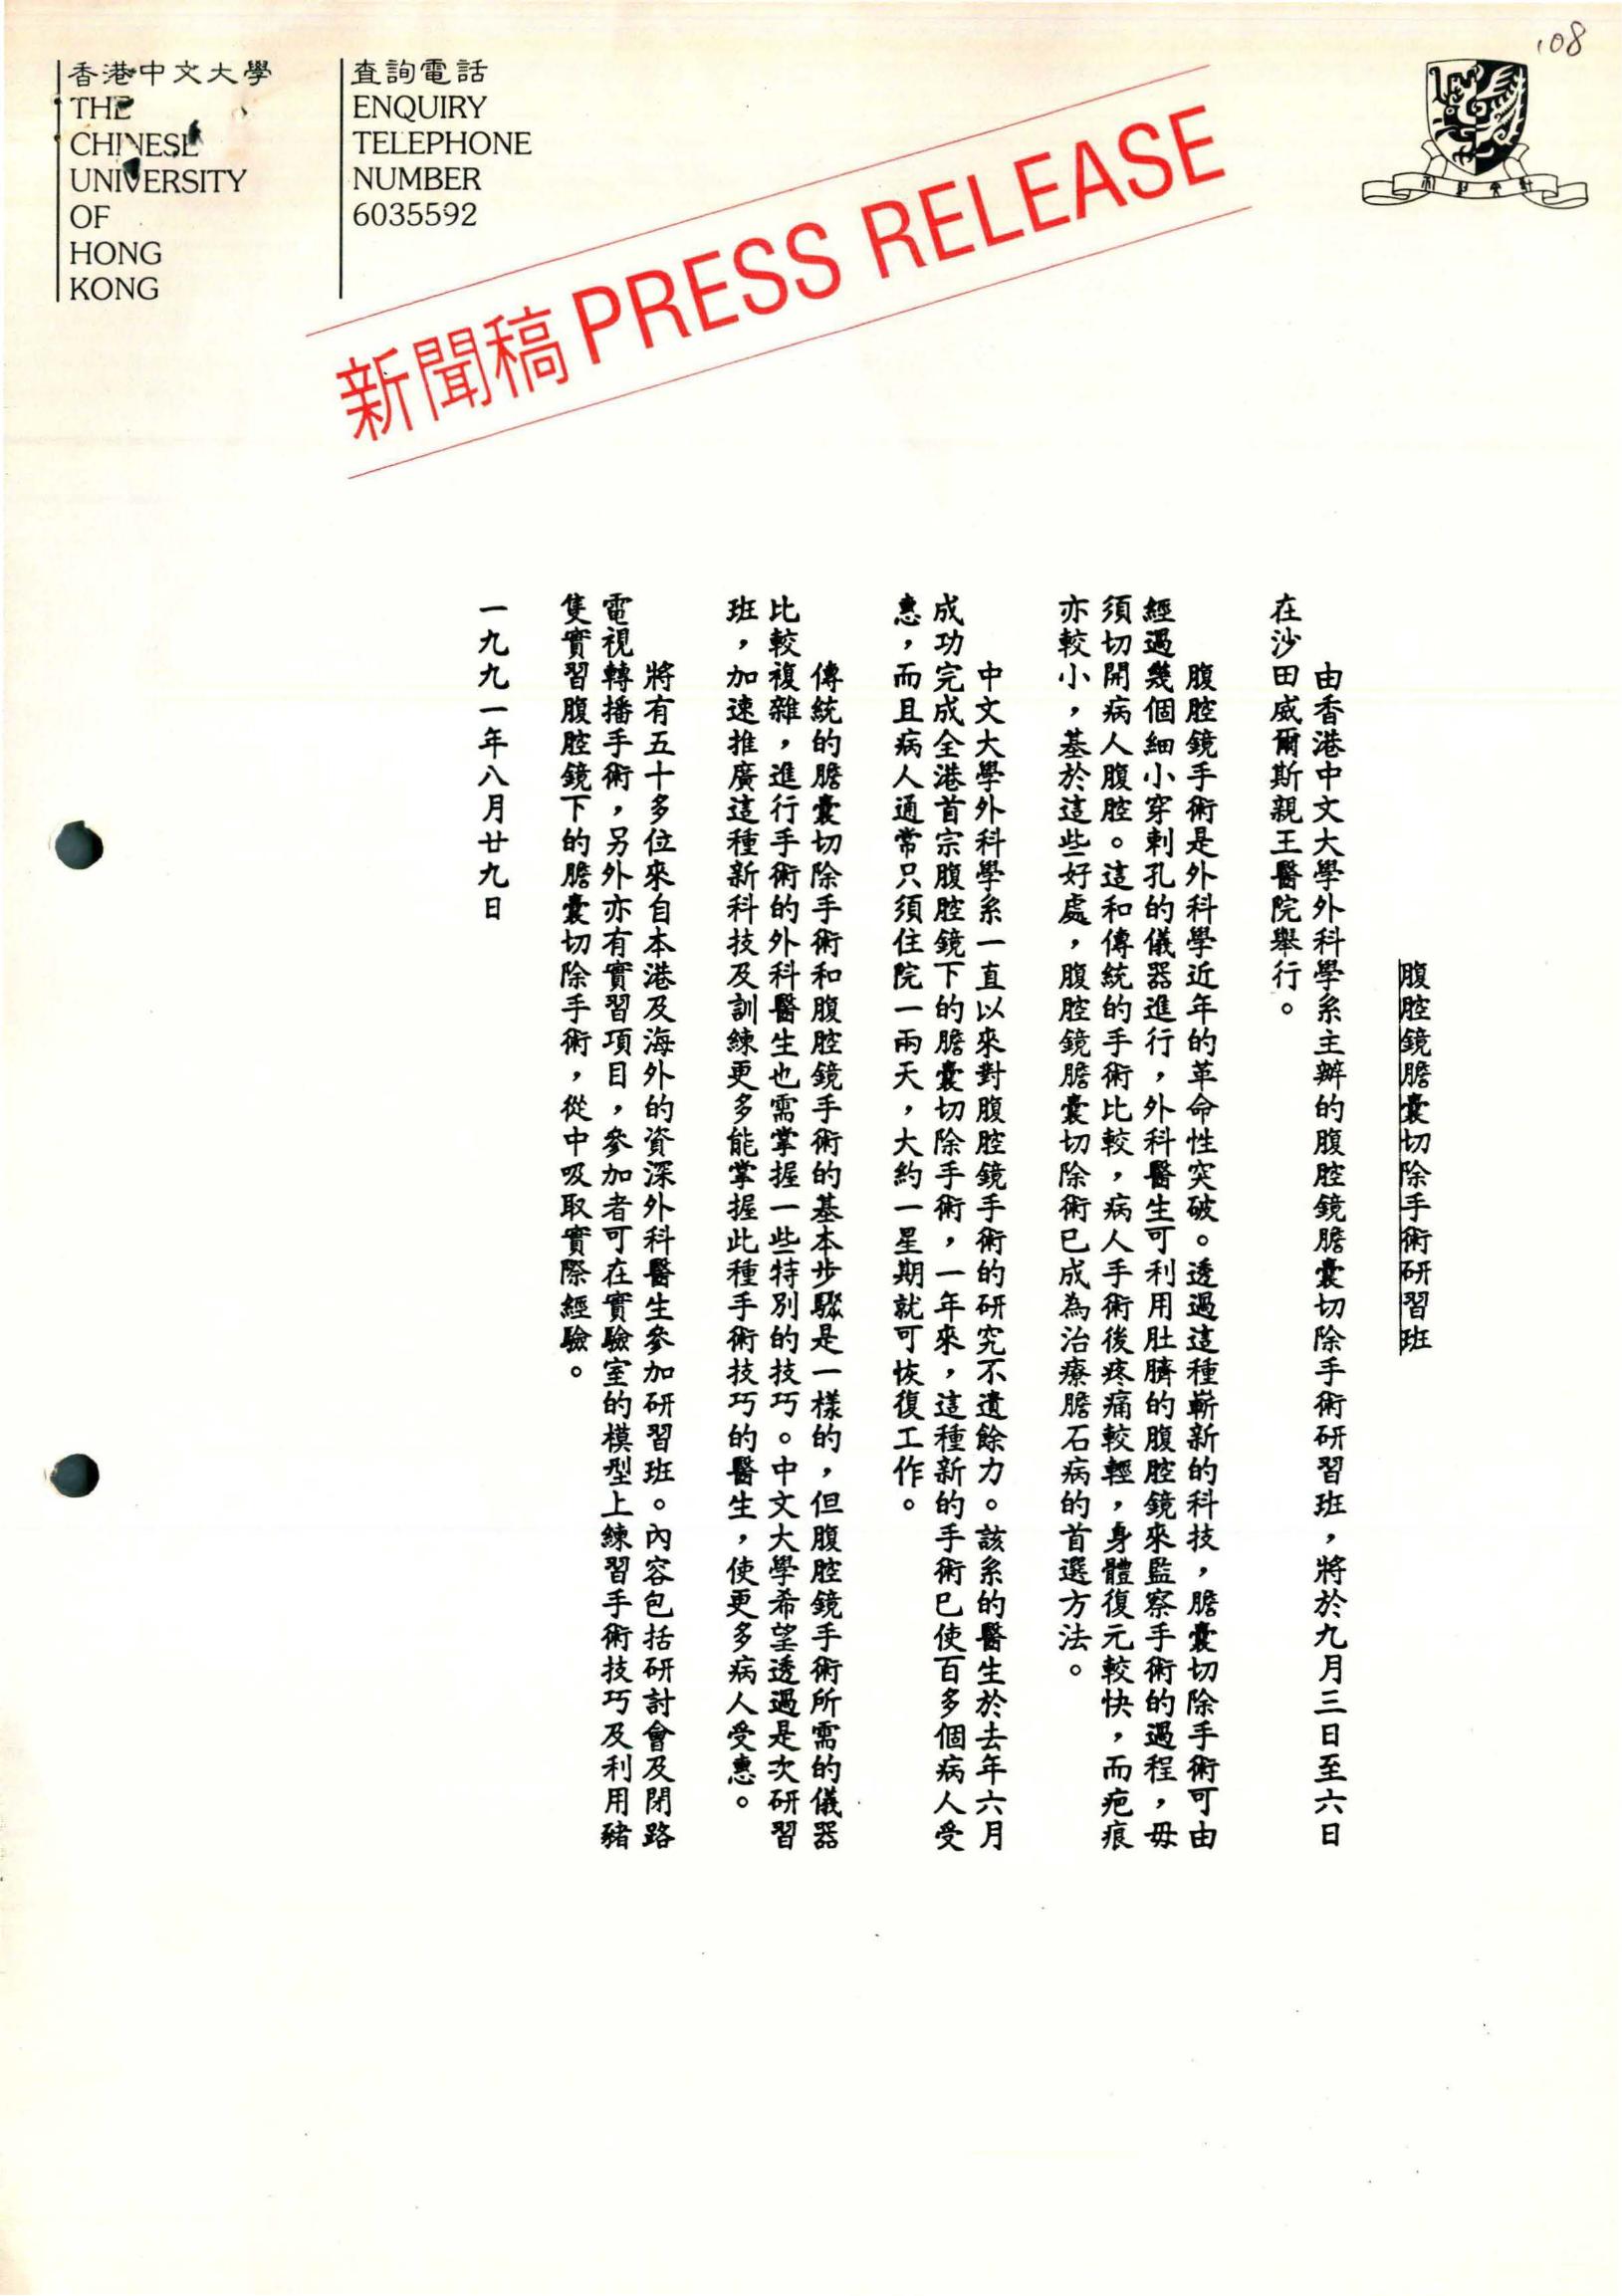 108
香港中文大學
THE
CHINESE
UNIVERSITY
OF
HONG
KONG
查詢電話
ENQUIRY
TELEPHONE
NUMBER
6035592
新聞稿 PRESS RELEASE
腹腔鏡膽囊切除手術研習班
由香港中文大學外科學系主辦的腹腔鏡膽囊切除手術研習班，將於九月三日至六日
在沙田威爾斯親王醫院舉行。
腹腔鏡手術是外科學近年的革命性突破。透過這種嶄新的科技，膽囊切除手術可由
經過幾個細小穿刺孔的儀器進行，外科醫生可利用肚臍的腹腔鏡來監察手術的過程，毋
須切開病人腹腔。這和傳統的手術比較，病人手術後疼痛較輕，身體復元較快，而疤痕
亦較小，基於這些好處，腹腔鏡膽囊切除術已成為治療膽石病的首選方法。
中文大學外科學系一直以來對腹腔鏡手術的研究不遺餘力。該系的醫生於去年六月
成功完成全港首宗腹腔鏡下的膽囊切除手術，一年來，這種新的手術已使百多個病人受
惠，而且病人通常只須住院一兩天，大約一星期就可恢復工作。
傳統的膽囊切除手術和腹腔鏡手術的基本步驟是一樣的，但腹腔鏡手術所需的儀器
比較複雜，進行手術的外科醫生也需掌握一些特別的技巧。中文大學希望透過是次研習
班，加速推廣這種新科技及訓練更多能掌握此種手術技巧的醫生，使更多病人受惠。
將有五十多位來自本港及海外的資深外科醫生參加研習班。內容包括研討會及閉路
電視轉播手術，另外亦有實習項目，參加者可在實驗室的模型上練習手術技巧及利用豬
隻實習腹腔鏡下的膽囊切除手術，從中吸取實際經驗。
一九九一年八月廿九日